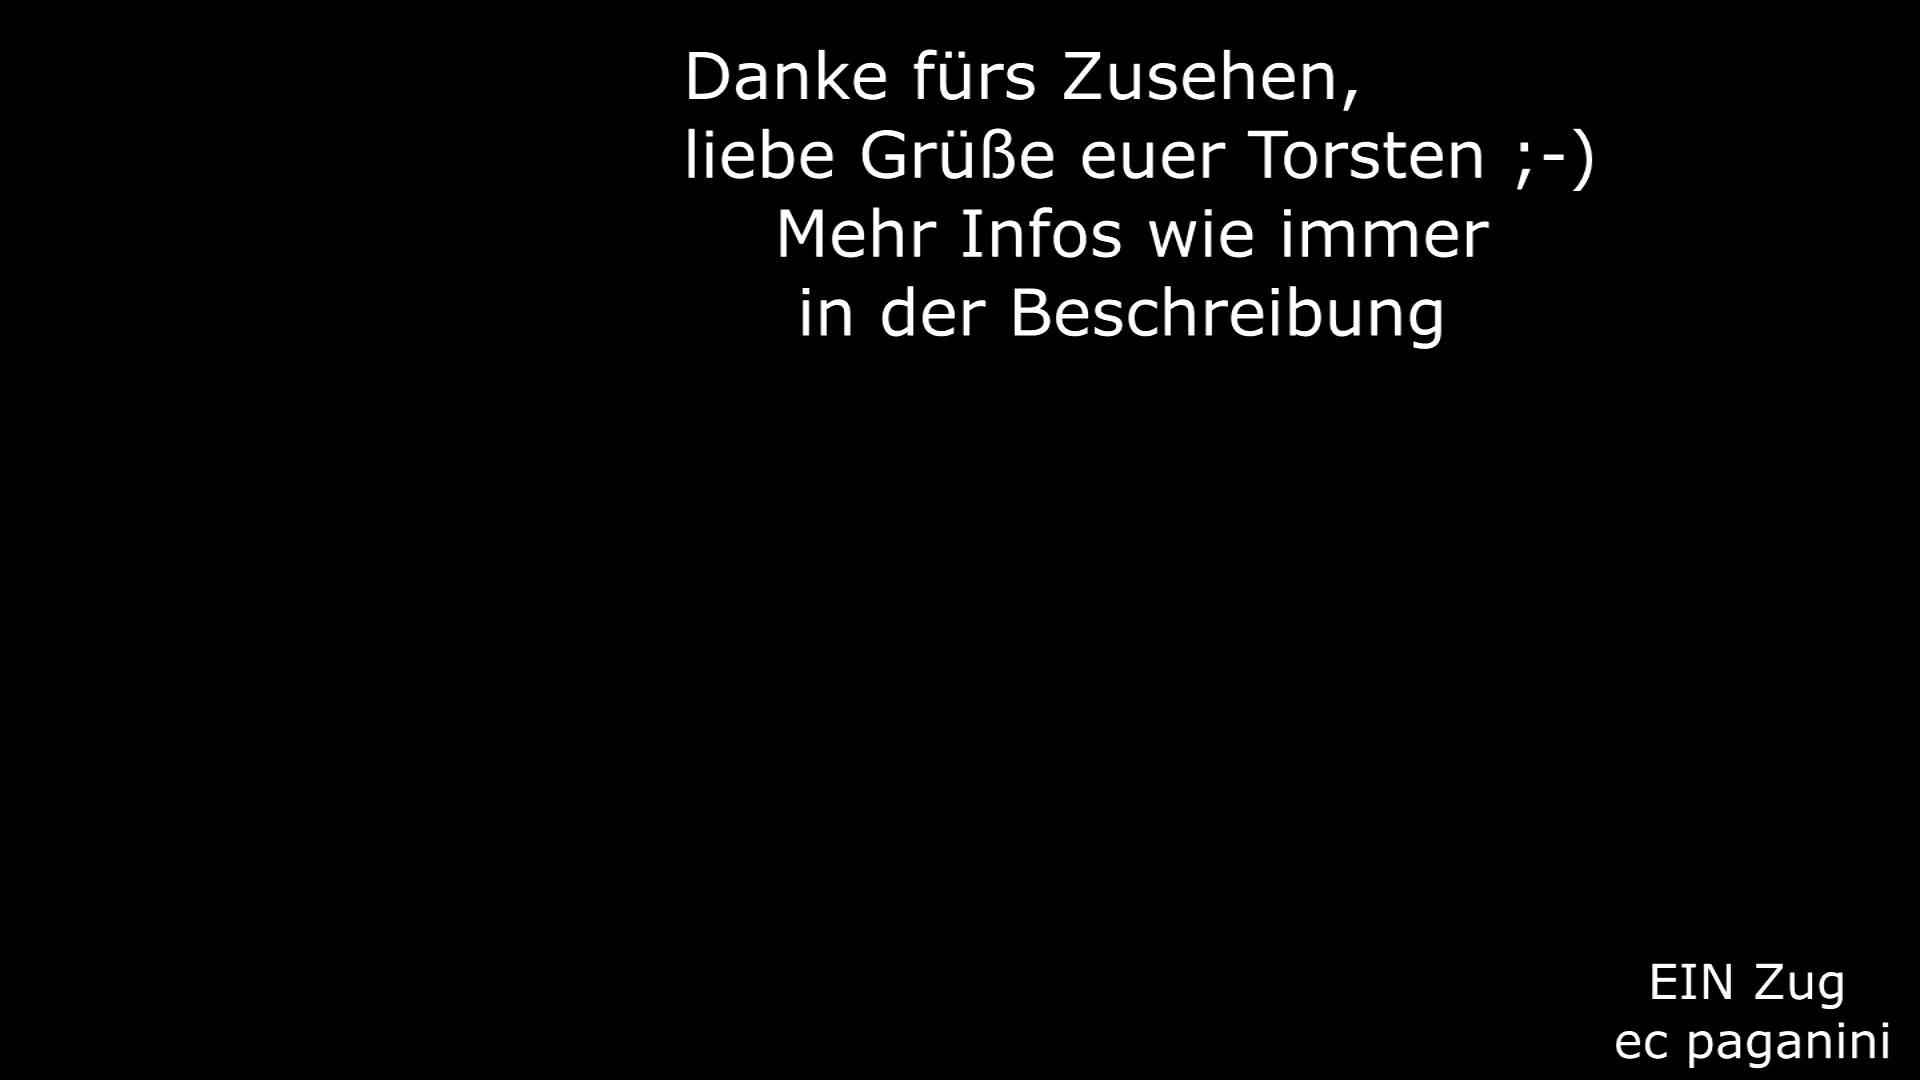 Danke fürs Zusehen,
liebe Grüße euer Torsten ;-)
Mehr Infos wie immer
in der Beschreibung
EIN Zug
ec paganini